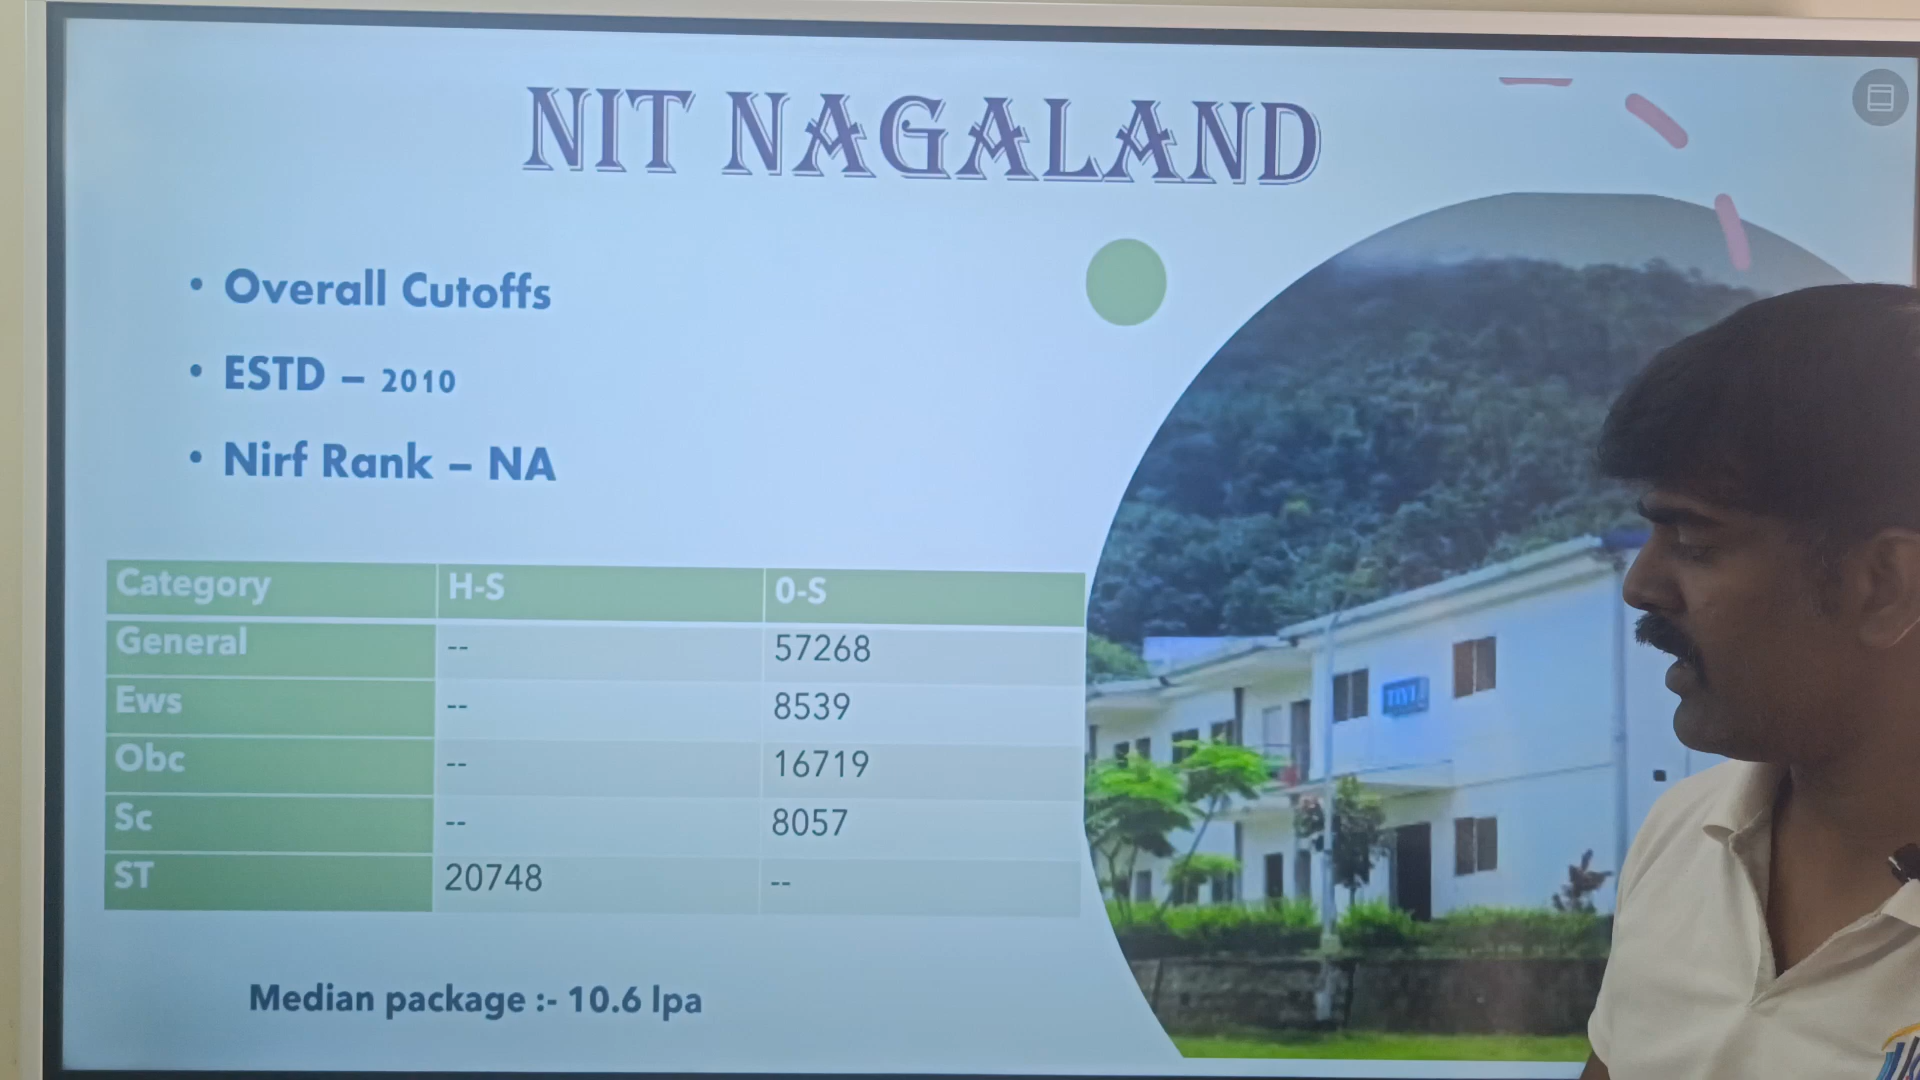 NIT NAGALAND
• Overall Cutoffs
• ESTD – 2010
• Nirf Rank – NA
Category H-S 0-S
General -- 57268
Ews -- 8539
Obc -- 16719
Sc -- 8057
ST 20748 --
Median package :- 10.6 lpa